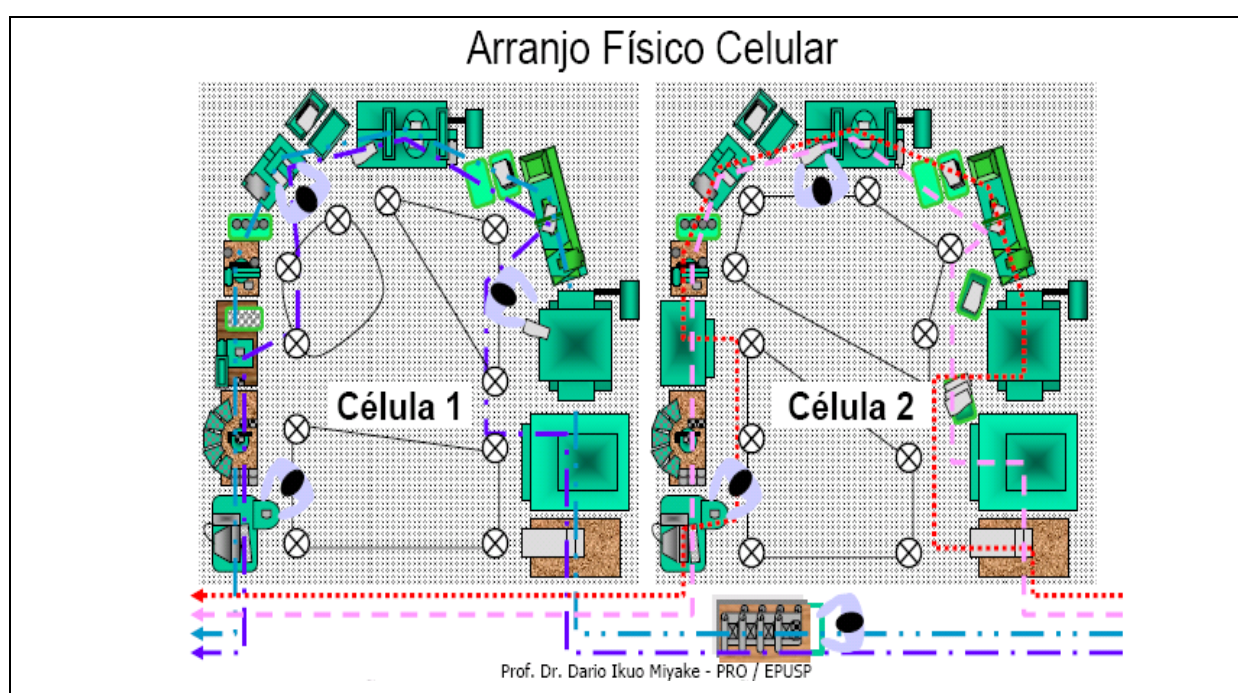 Arranjo Físico Celular
Célula 1
Célula 2
Prof. Dr. Dario Ikuo Miyake - PRO / EPUSP